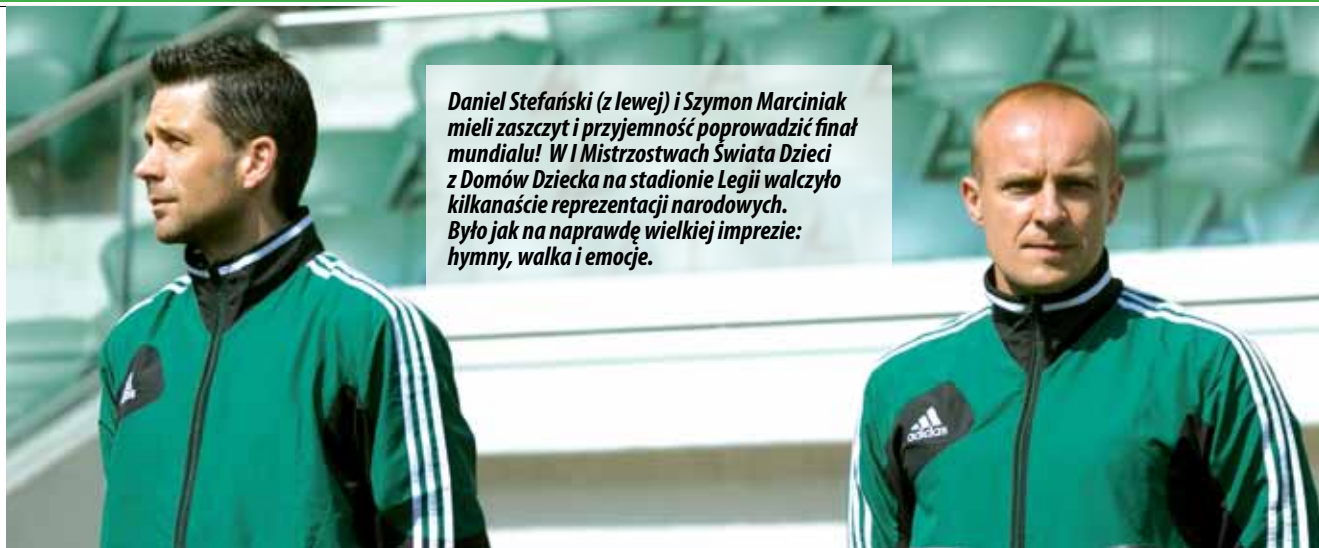 Daniel Stefański (z lewej) i Szymon Marciniak
mieli zaszczyt i przyjemność poprowadzić finał
mundialu!  W I Mistrzostwach Świata Dzieci
z Domów Dziecka na stadionie Legii walczyło
kilkanaście reprezentacji narodowych.
Było jak na naprawdę wielkiej imprezie:
hymny, walka i emocje.
adidas